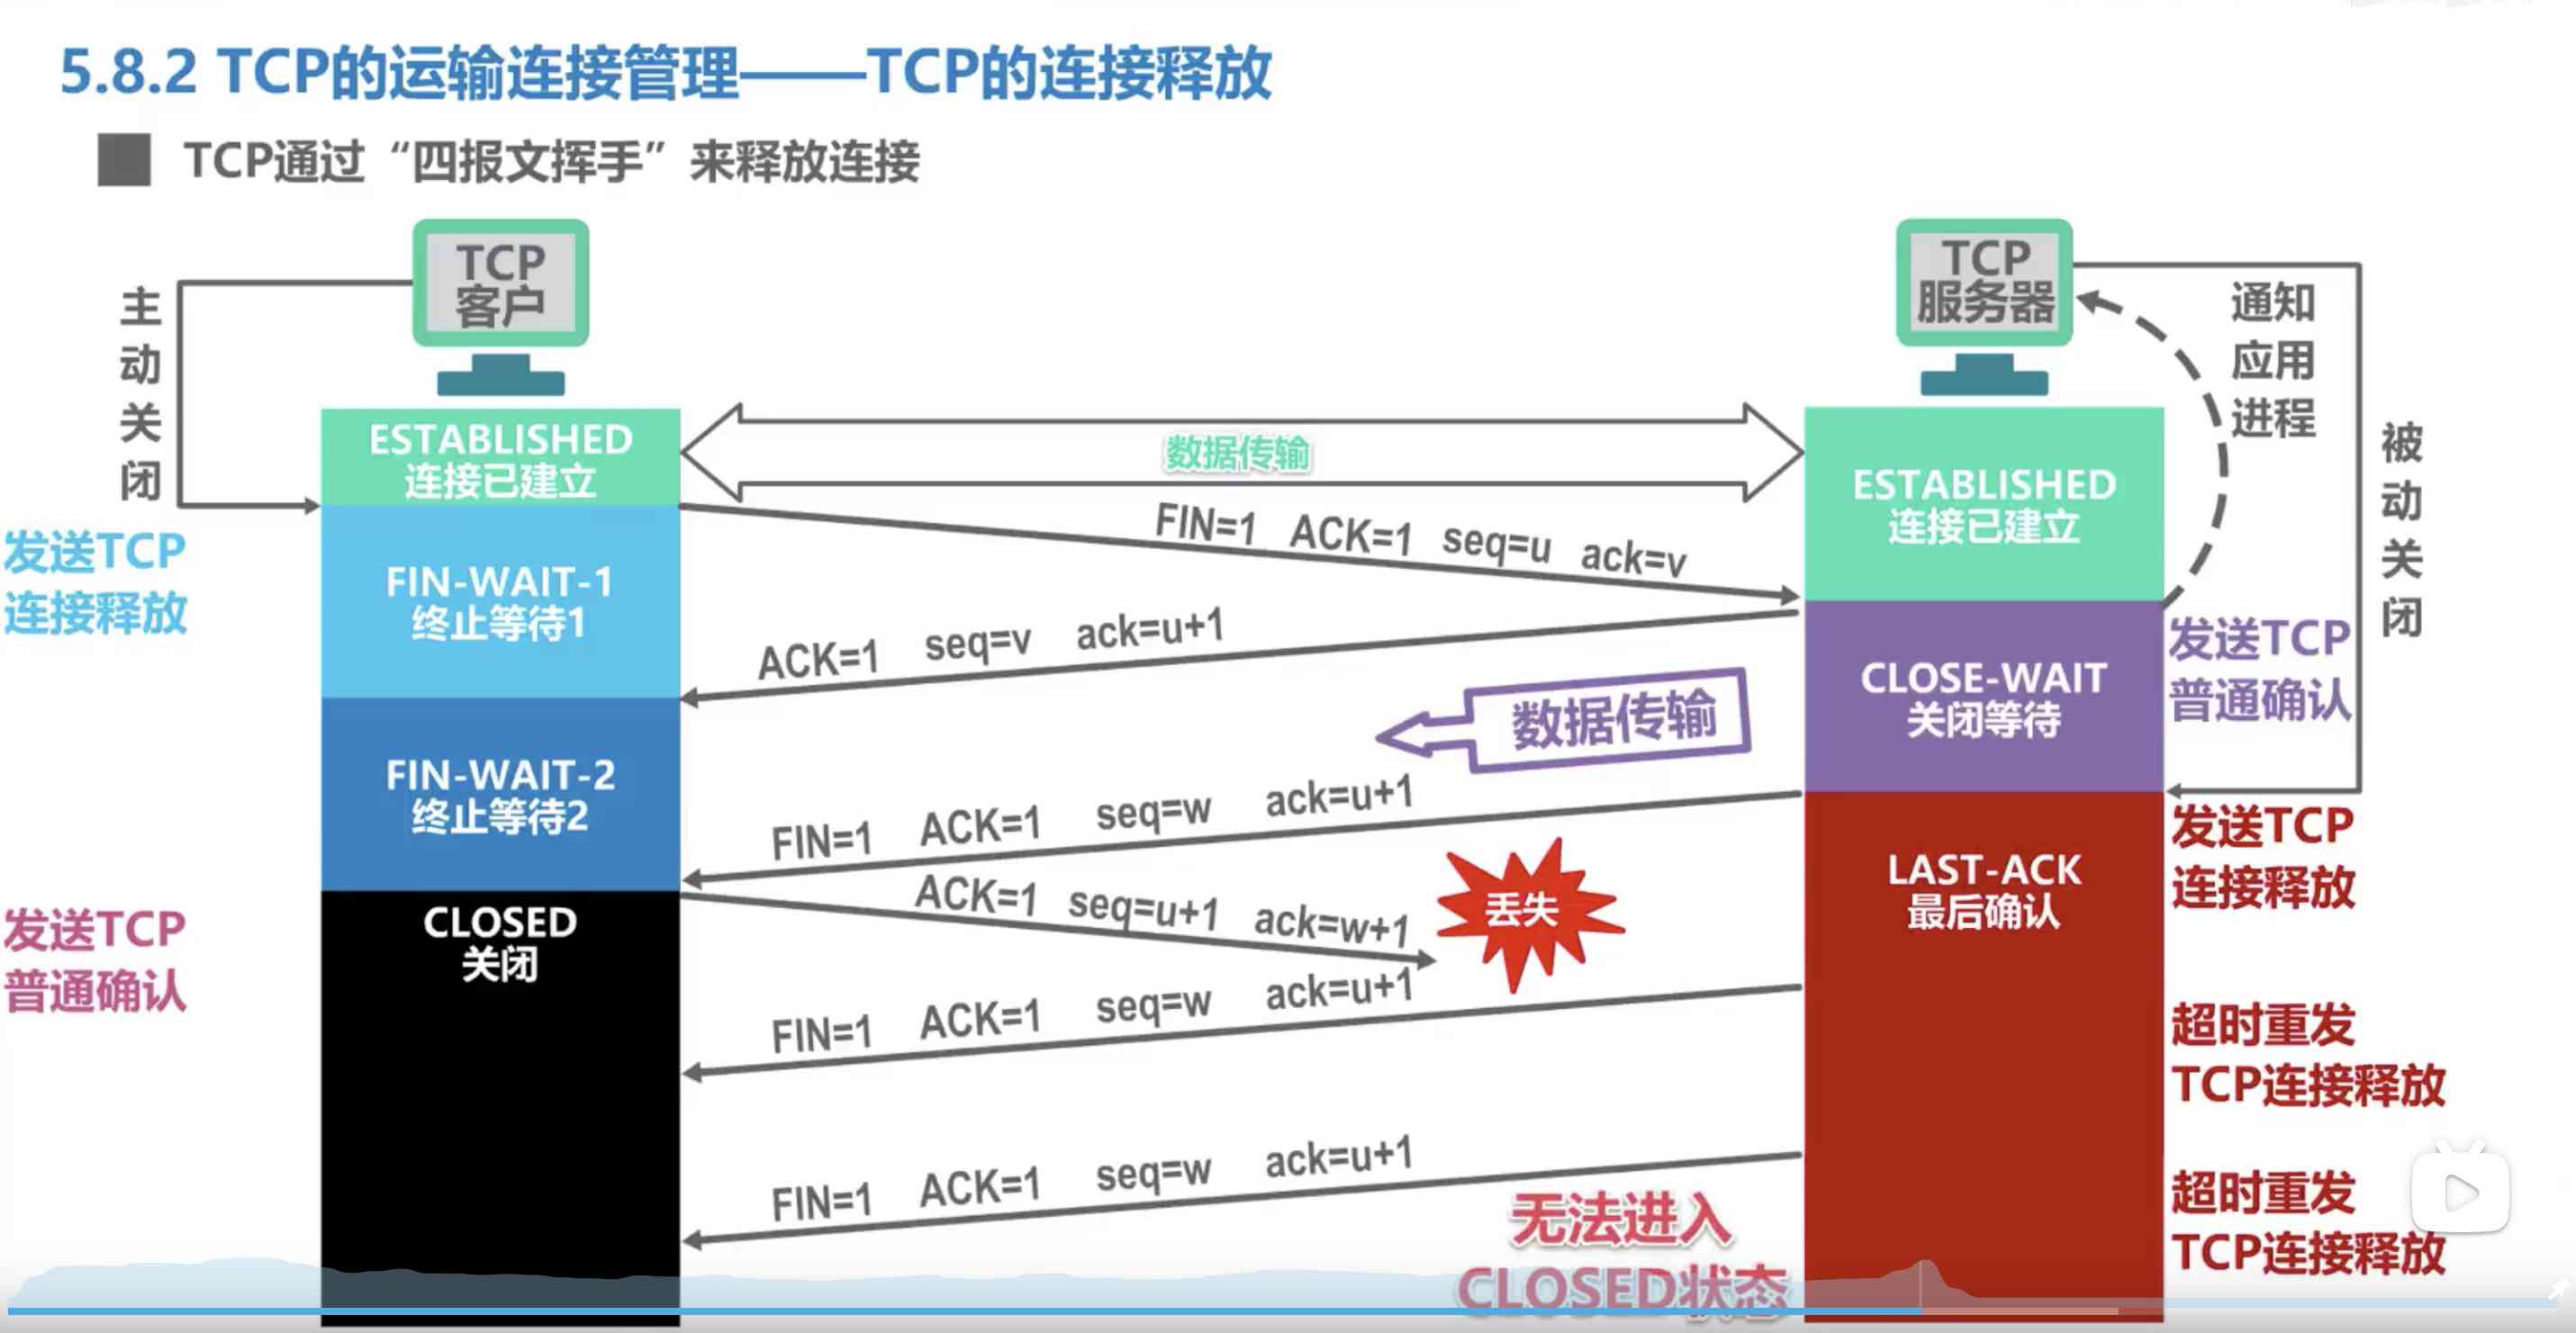 5.8.2 TCP的运输连接管理——TCP的连接释放
TCP通过“四报文挥手”来释放连接
TCP
客户
TCP
服务器
主
动
关
闭
通知
应用
进程
被
动
关
闭
ESTABLISHED
连接已建立
数据传输
ESTABLISHED
连接已建立
FIN=1 ACK=1 seq=u ack=v
发送TCP
连接释放
FIN-WAIT-1
终止等待1
ACK=1 seq=v ack=u+1
CLOSE-WAIT
关闭等待
发送TCP
普通确认
数据传输
FIN-WAIT-2
终止等待2
FIN=1 ACK=1 seq=w ack=u+1
LAST-ACK
最后确认
发送TCP
连接释放
发送TCP
普通确认
CLOSED
关闭
ACK=1 seq=u+1 ack=w+1
丢失
FIN=1 ACK=1 seq=w ack=u+1
超时重发
TCP连接释放
FIN=1 ACK=1 seq=w ack=u+1
超时重发
TCP连接释放
无法进入
CLOSED状态